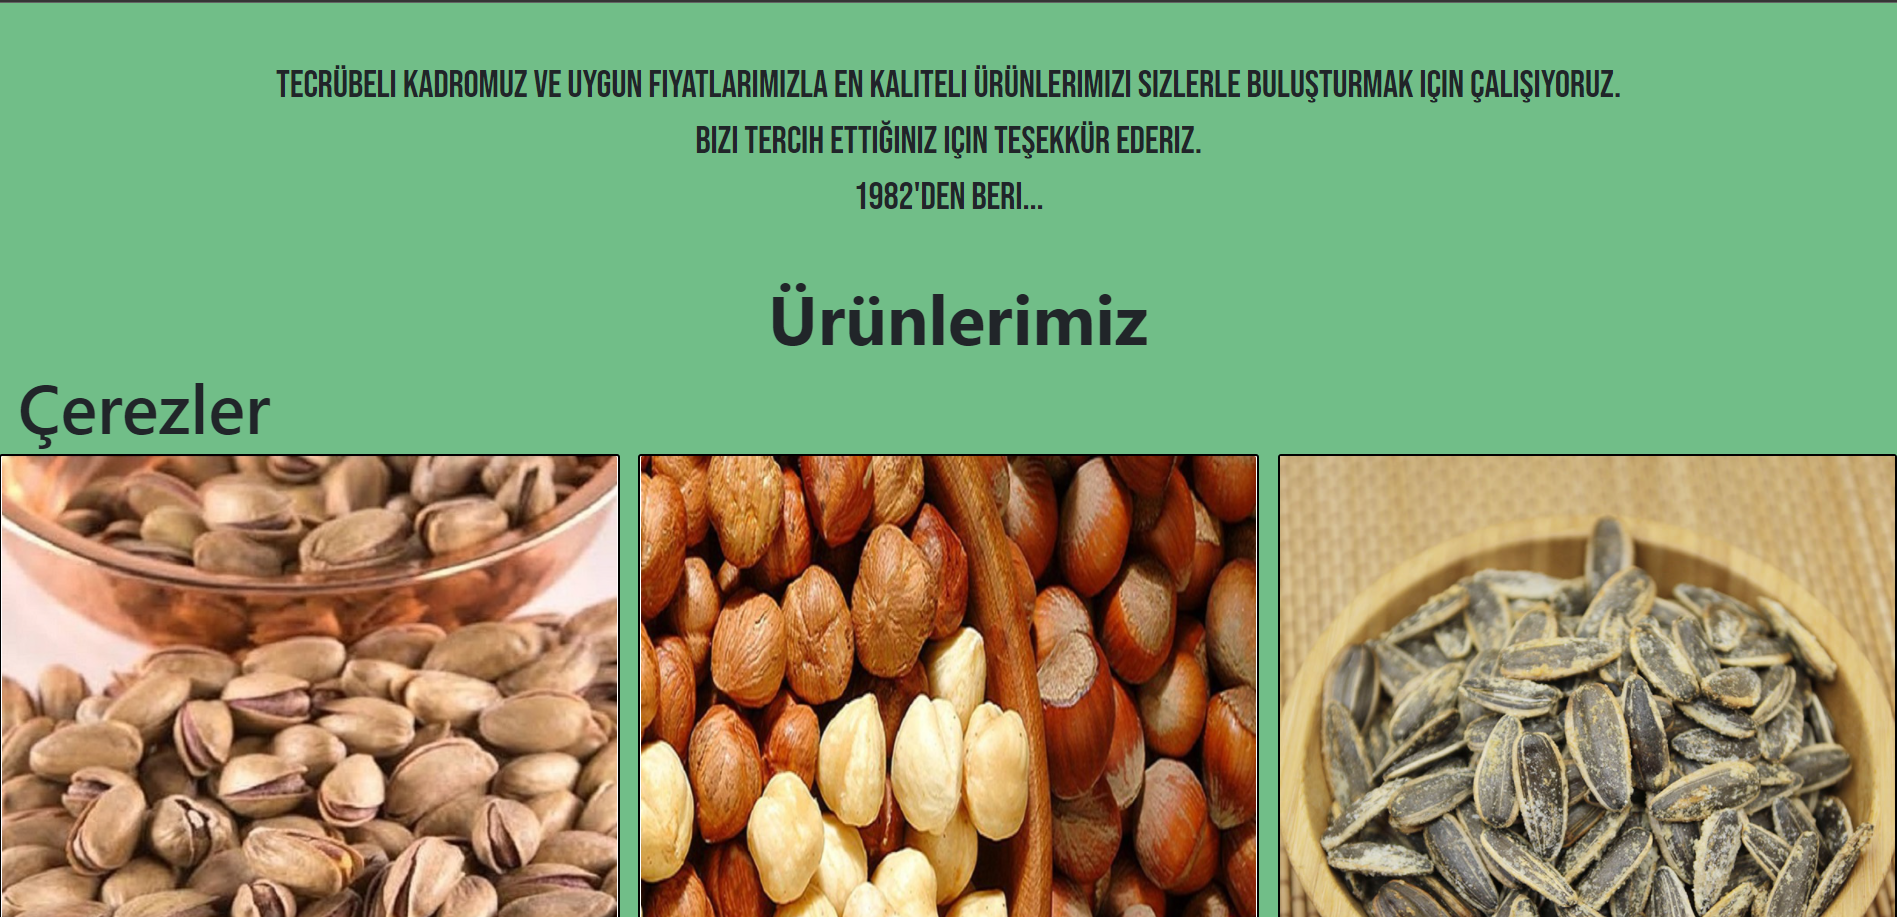 TECRÜBELI KADROMUZ VE UYGUN FIYATLARIMIZLA EN KALITELI ÜRÜNLERIMIZI SIZLERLE BULUŞTURMAK IÇIN ÇALIŞIYORUZ.
BIZI TERCIH ETTIĞINIZ IÇIN TEŞEKKÜR EDERIZ.
1982'DEN BERI...
Ürünlerimiz
Çerezler